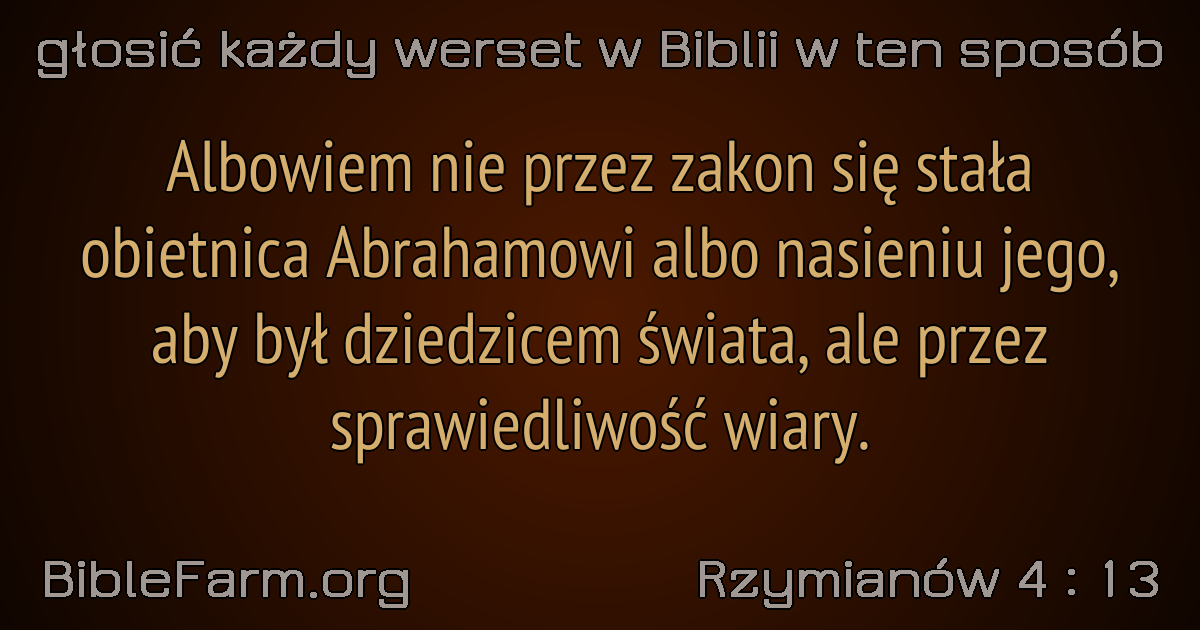 głosić każdy werset w Biblii w ten sposób
Albowiem nie przez zakon się stała
obietnica Abrahamowi albo nasieniu jego,
aby był dziedzicem świata, ale przez
sprawiedliwość wiary.
BibleFarm.org
Rzymianów 4 : 13